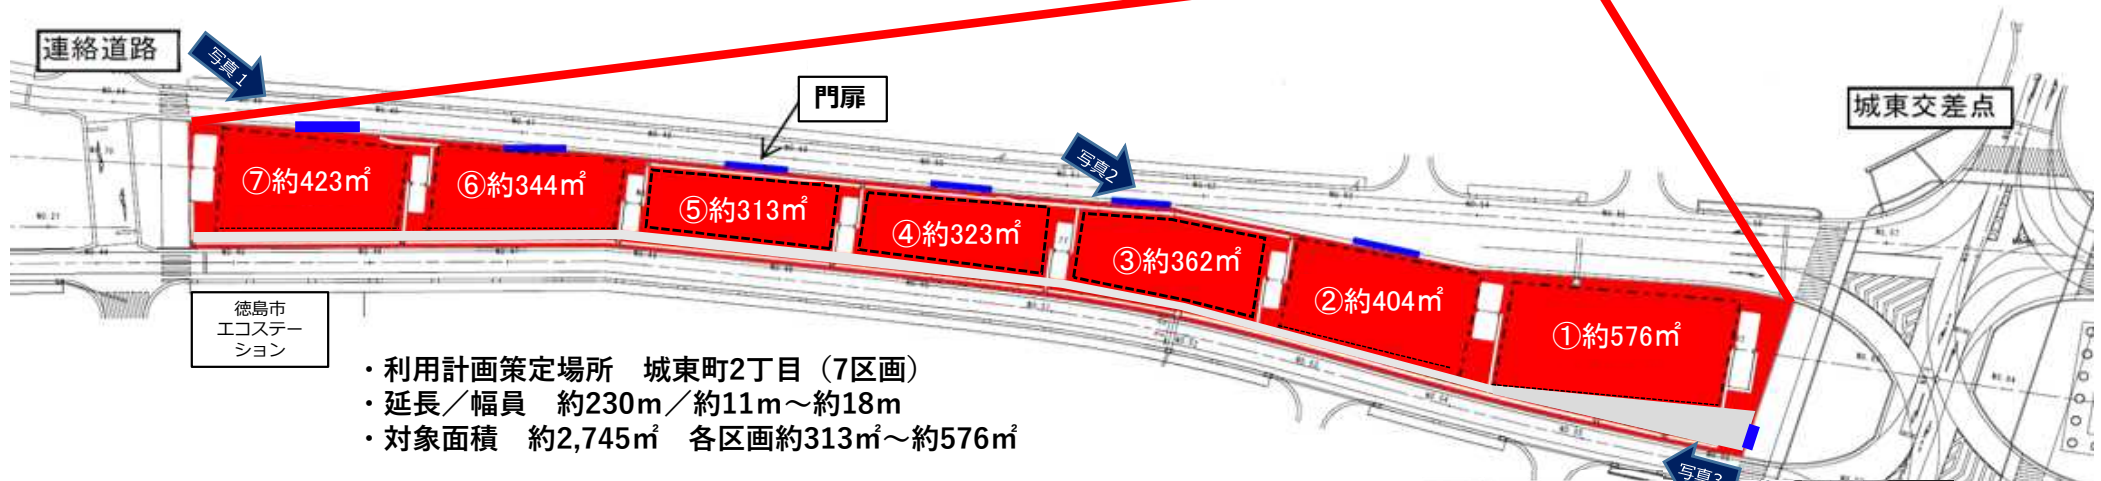 連絡道路
写真1
門扉
写真2
城東交差点
⑦約423㎡
⑥約344㎡
⑤約313㎡
④約323㎡
③約362㎡
②約404㎡
①約576㎡
徳島市
エコステー
ション
・利用計画策定場所 城東町2丁目（7区画）
・延長／幅員 約230m／約11m～約18m
・対象面積 約2,745㎡ 各区画約313㎡～約576㎡
写真3